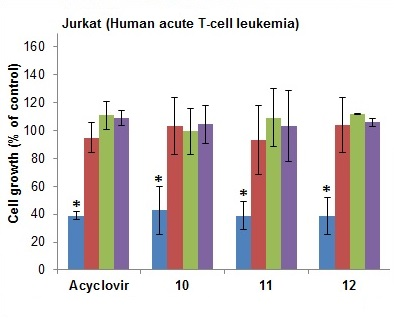 Jurkat (Human acute T-cell leukemia)
Cell growth (% of control)
160
140
120
100
80
60
40
20
0
* * * *
Acyclovir 10 11 12